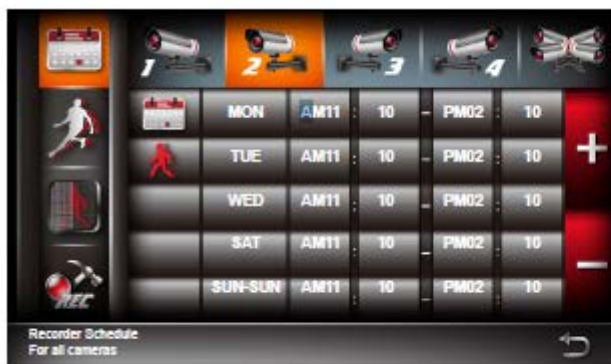 1 2 3 4
MON AM11 : 10 - PM02 : 10
TUE AM11 : 10 - PM02 : 10
WED AM11 : 10 - PM02 : 10
SAT AM11 : 10 - PM02 : 10
SUN-SUN AM11 : 10 - PM02 : 10
+
-
REC
Recorder Schedule
For all cameras